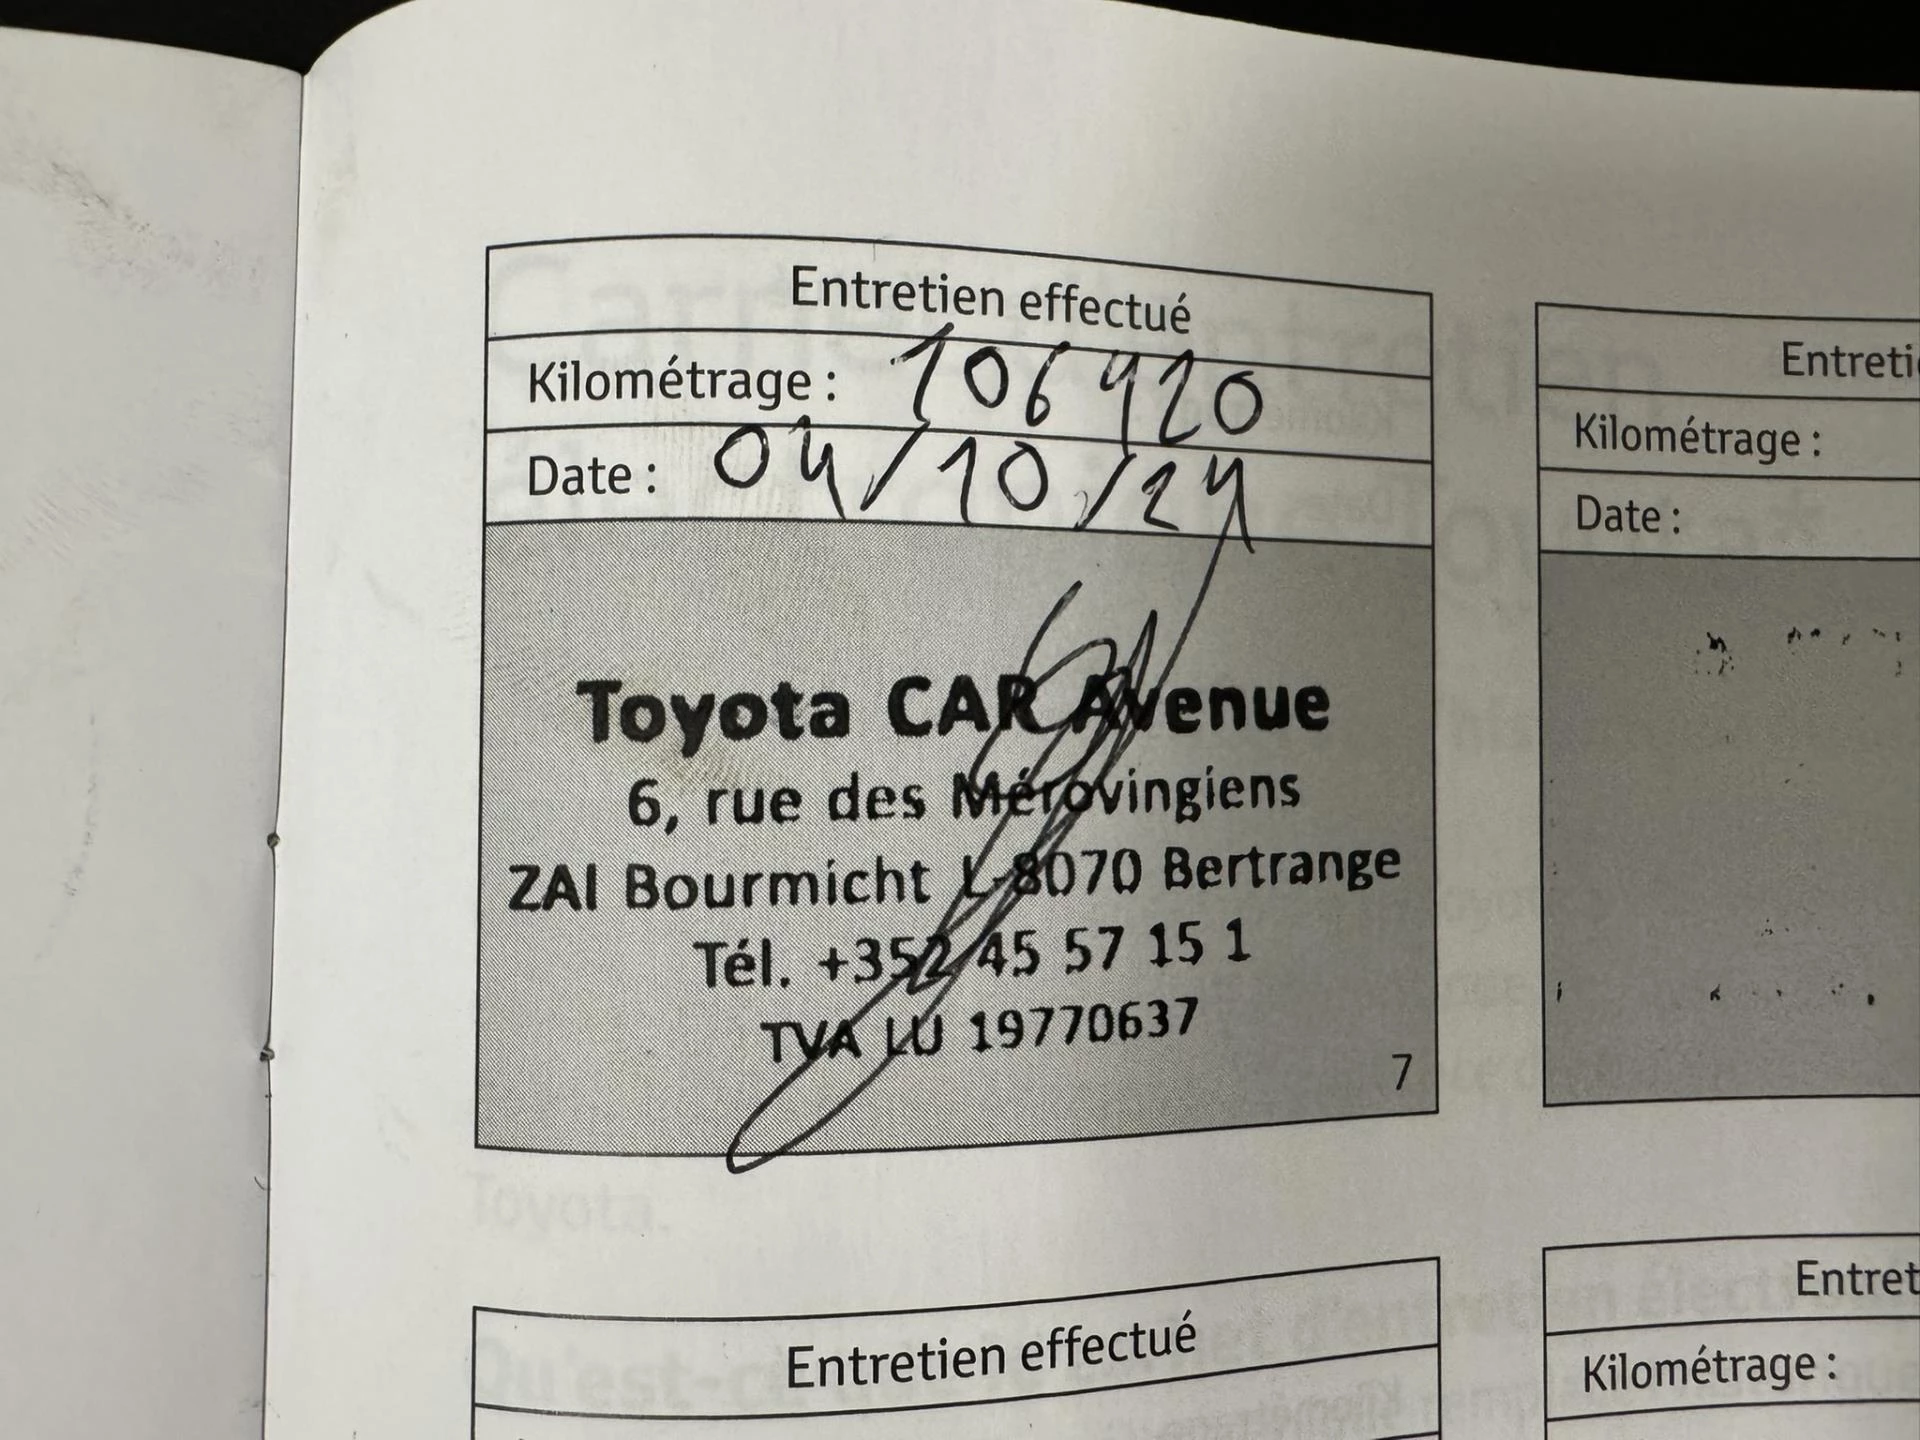 Entretien effectué
Kilométrage : 106920
Date : 04/10/24
Toyota CAR Avenue
6, rue des Mérovingiens
ZAI Bourmicht L-8070 Bertrange
Tél. +352 45 57 15 1
TVA LU 19770637
7
Entreti
Kilométrage :
Date :
Toyota.
Entretien effectué
Entret
Kilométrage :